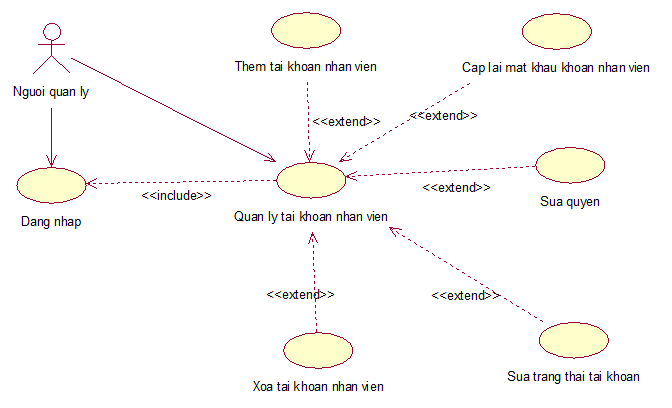 Them tai khoan nhan vien
Cap lai mat khau khoan nhan vien
Nguoi quan ly
<<extend>>
<<extend>>
<<extend>>
<<include>>
Sua quyen
Dang nhap
Quan ly tai khoan nhan vien
<<extend>>
<<extend>>
Xoa tai khoan nhan vien
Sua trang thai tai khoan